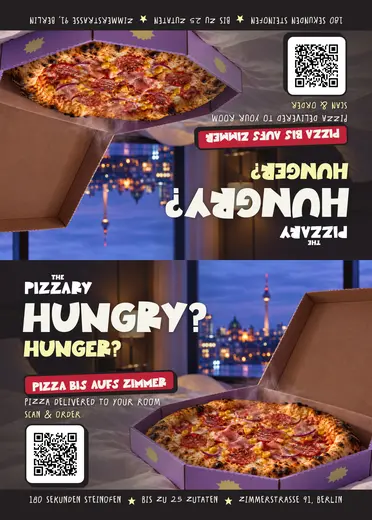 180 SEKUNDEN STEINOFEN ★ BIS ZU 25 ZUTATEN ★ ZIMMERSTRASSE 91, BERLIN
SCAN & ORDER
PIZZA DELIVERED TO YOUR ROOM
PIZZA BIS AUFS ZIMMER
HUNGER?
HUNGRY?
PIZZARY
THE
THE
PIZZARY
HUNGRY?
HUNGER?
PIZZA BIS AUFS ZIMMER
PIZZA DELIVERED TO YOUR ROOM
SCAN & ORDER
180 SEKUNDEN STEINOFEN ★ BIS ZU 25 ZUTATEN ★ ZIMMERSTRASSE 91, BERLIN